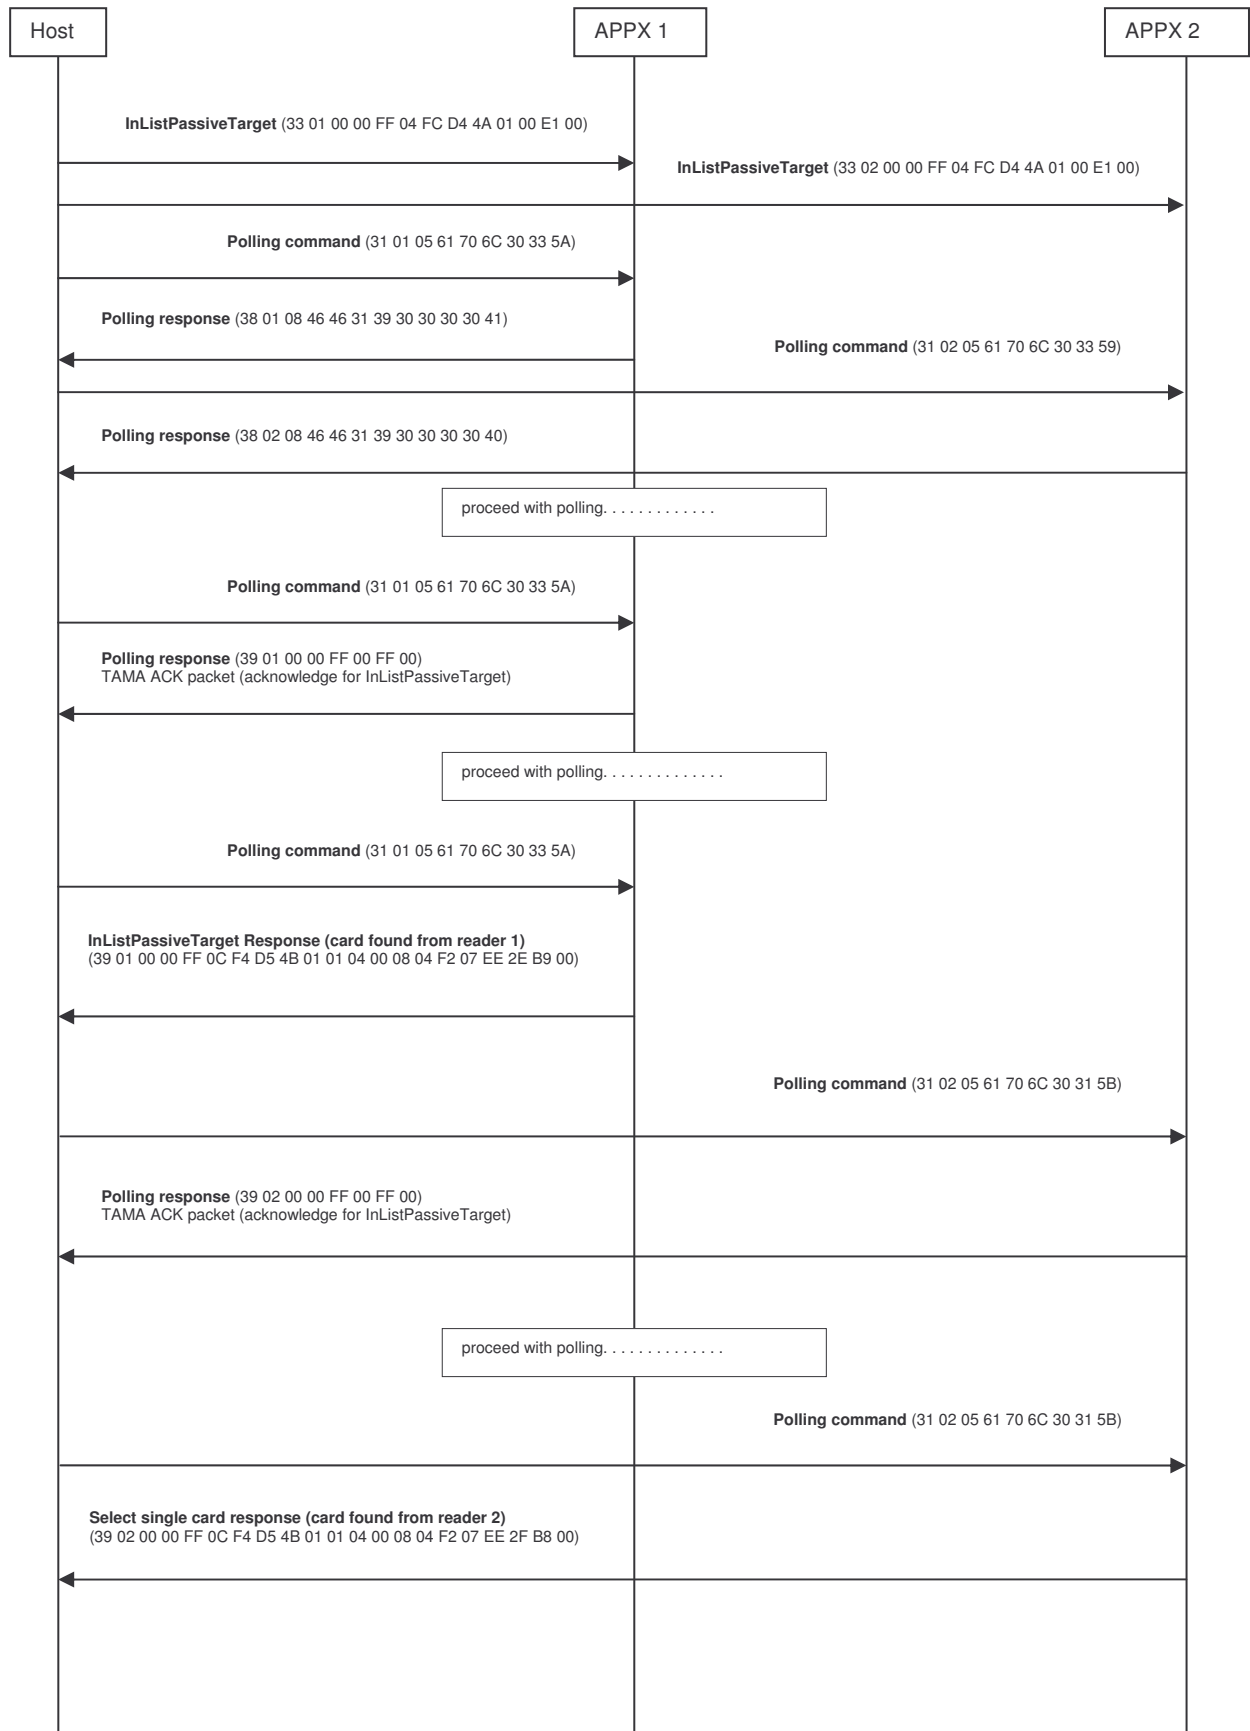 Host
APPX 1
APPX 2
InListPassiveTarget (33 01 00 00 FF 04 FC D4 4A 01 00 E1 00)
InListPassiveTarget (33 02 00 00 FF 04 FC D4 4A 01 00 E1 00)
Polling command (31 01 05 61 70 6C 30 33 5A)
Polling response (38 01 08 46 46 31 39 30 30 30 30 41)
Polling command (31 02 05 61 70 6C 30 33 59)
Polling response (38 02 08 46 46 31 39 30 30 30 30 40)
proceed with polling. . . . . . . . . . . . .
Polling command (31 01 05 61 70 6C 30 33 5A)
Polling response (39 01 00 00 FF 00 FF 00)
TAMA ACK packet (acknowledge for InListPassiveTarget)
proceed with polling. . . . . . . . . . . . . .
Polling command (31 01 05 61 70 6C 30 33 5A)
InListPassiveTarget Response (card found from reader 1)
(39 01 00 00 FF 0C F4 D5 4B 01 01 04 00 08 04 F2 07 EE 2E B9 00)
Polling command (31 02 05 61 70 6C 30 31 5B)
Polling response (39 02 00 00 FF 00 FF 00)
TAMA ACK packet (acknowledge for InListPassiveTarget)
proceed with polling. . . . . . . . . . . . . .
Polling command (31 02 05 61 70 6C 30 31 5B)
Select single card response (card found from reader 2)
(39 02 00 00 FF 0C F4 D5 4B 01 01 04 00 08 04 F2 07 EE 2F B8 00)